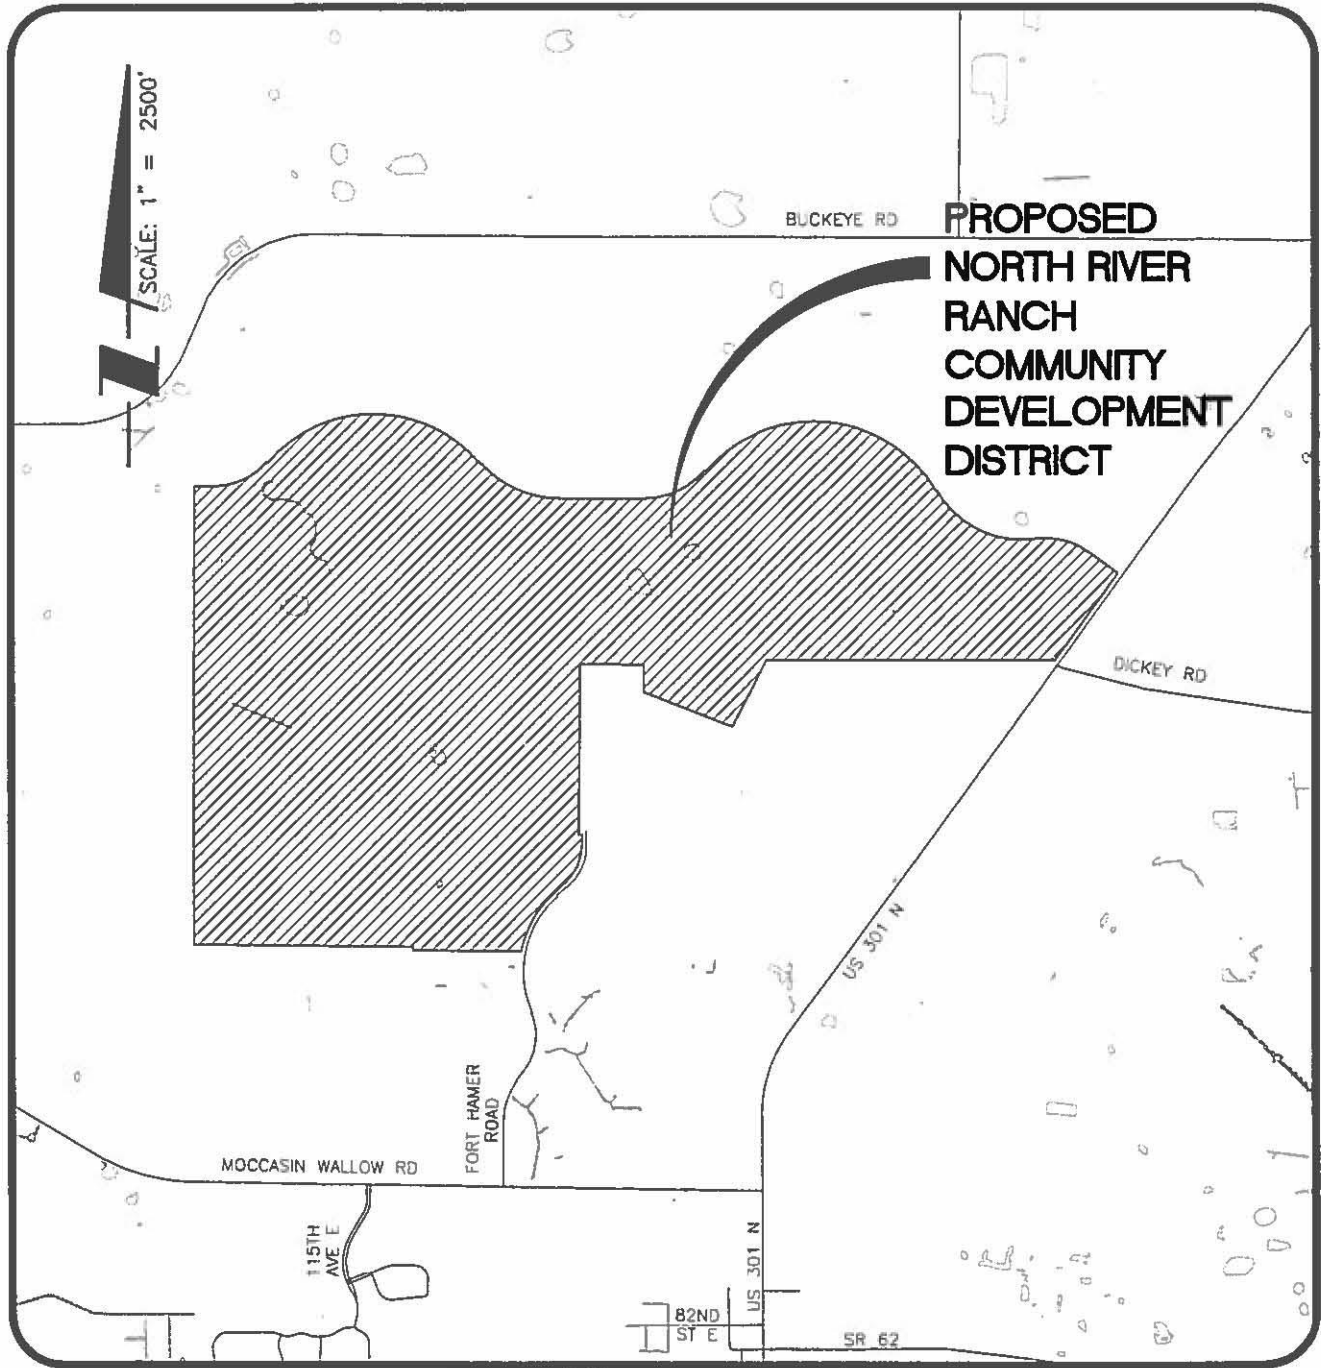 SCALE: 1" = 2500'
N
BUCKEYE RD
PROPOSED
NORTH RIVER
RANCH
COMMUNITY
DEVELOPMENT
DISTRICT
DICKEY RD
US 301 N
FORT HAMER
ROAD
MOCCASIN WALLOW RD
115TH
AVE E
US 301 N
82ND
ST E
SR 62